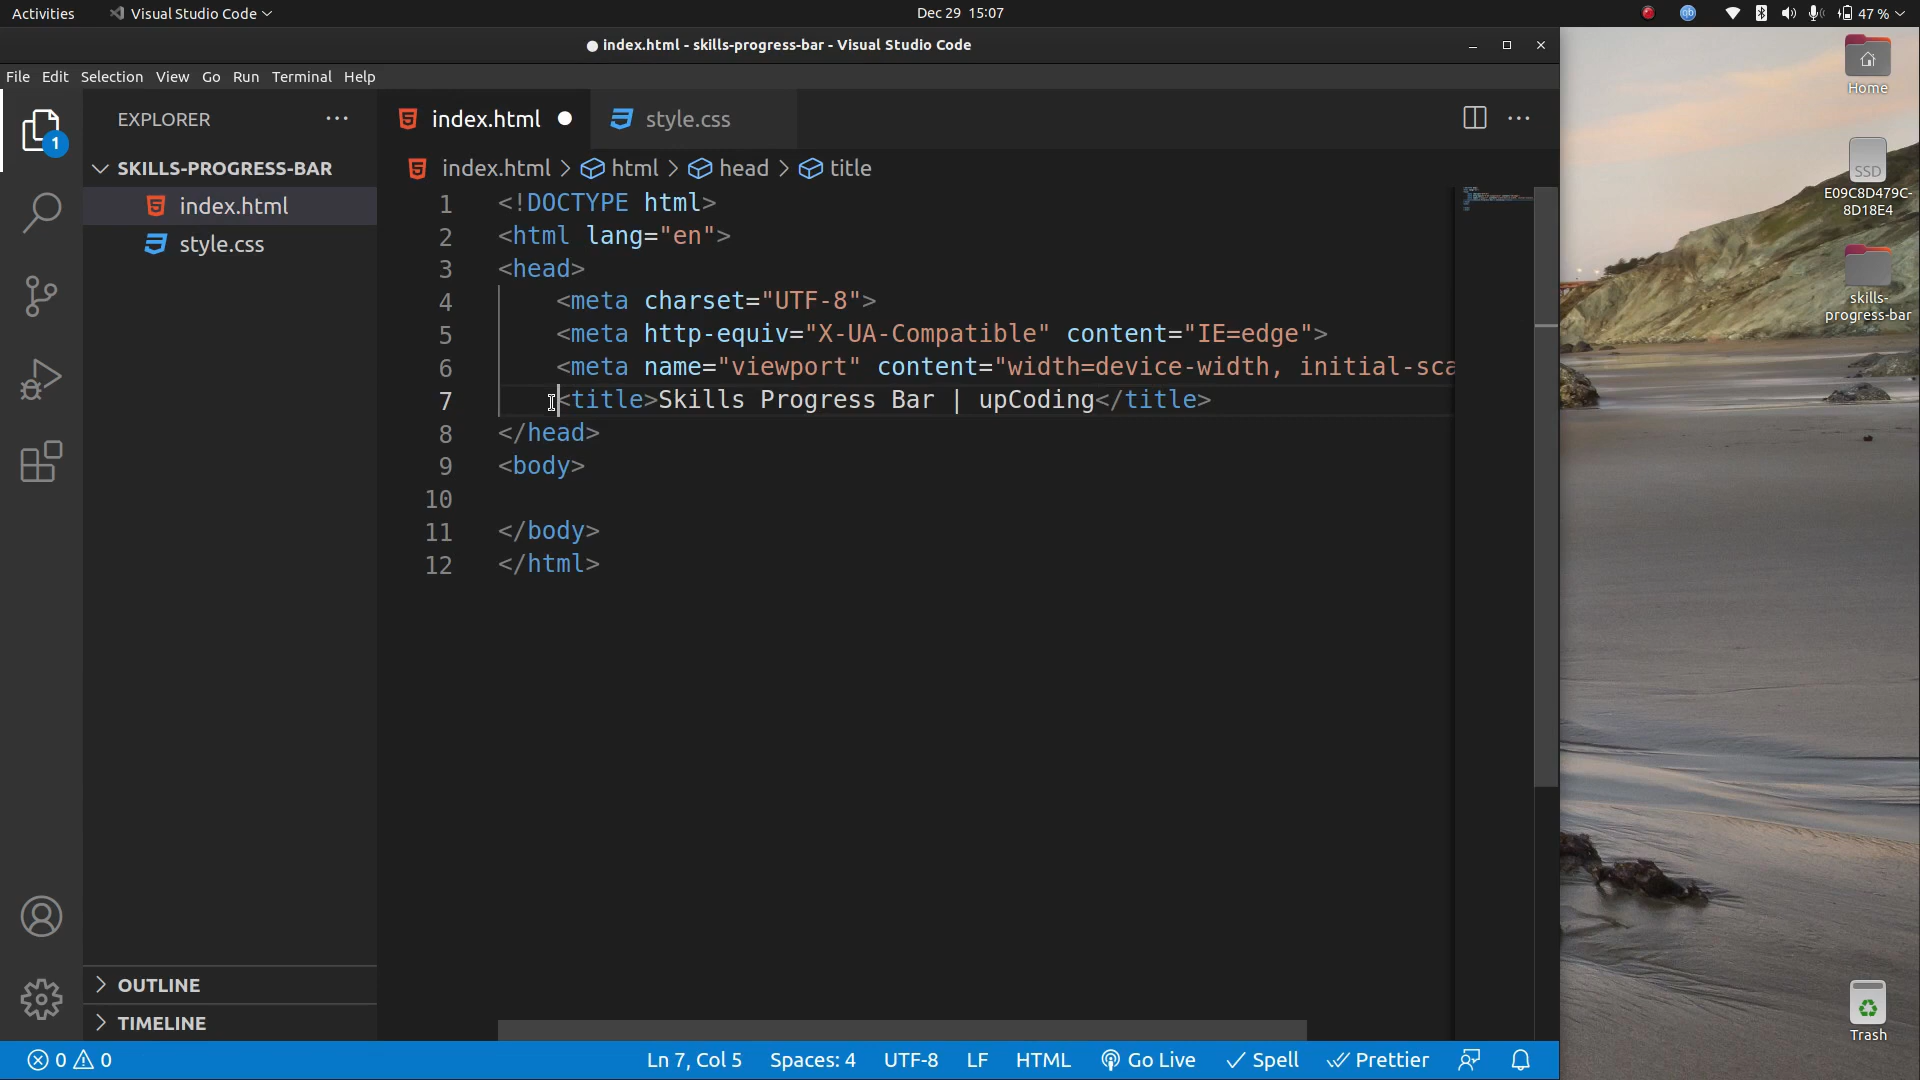 Activities
Visual Studio Code
Dec 29 15:07
47 %
● index.html - skills-progress-bar - Visual Studio Code
File Edit Selection View Go Run Terminal Help
1
EXPLORER
SKILLS-PROGRESS-BAR
index.html
style.css
OUTLINE
TIMELINE
index.html
style.css
index.html > html > head > title
1 <!DOCTYPE html>
2 <html lang="en">
3 <head>
4 <meta charset="UTF-8">
5 <meta http-equiv="X-UA-Compatible" content="IE=edge">
6 <meta name="viewport" content="width=device-width, initial-sca
7 <title>Skills Progress Bar | upCoding</title>
8 </head>
9 <body>
10
11 </body>
12 </html>
0 0
Ln 7, Col 5
Spaces: 4
UTF-8
LF
HTML
Go Live
Spell
Prettier
Home
SSD
E09C8D479C-
8D18E4
skills-
progress-bar
Trash